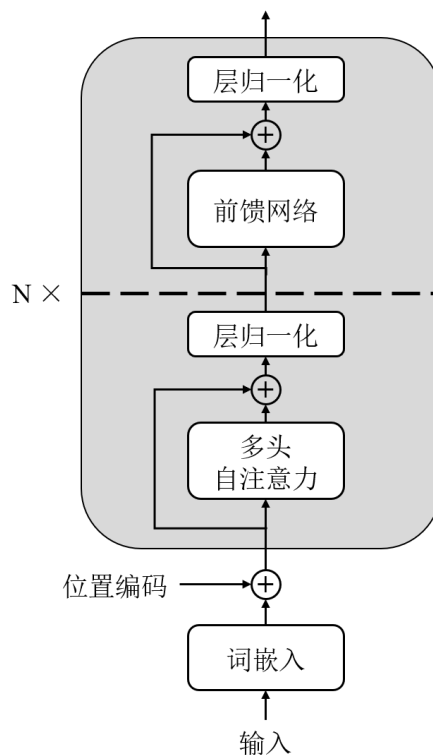 层归一化
+
前馈网络
N ×
层归一化
+
多头
自注意力
位置编码
+
词嵌入
输入